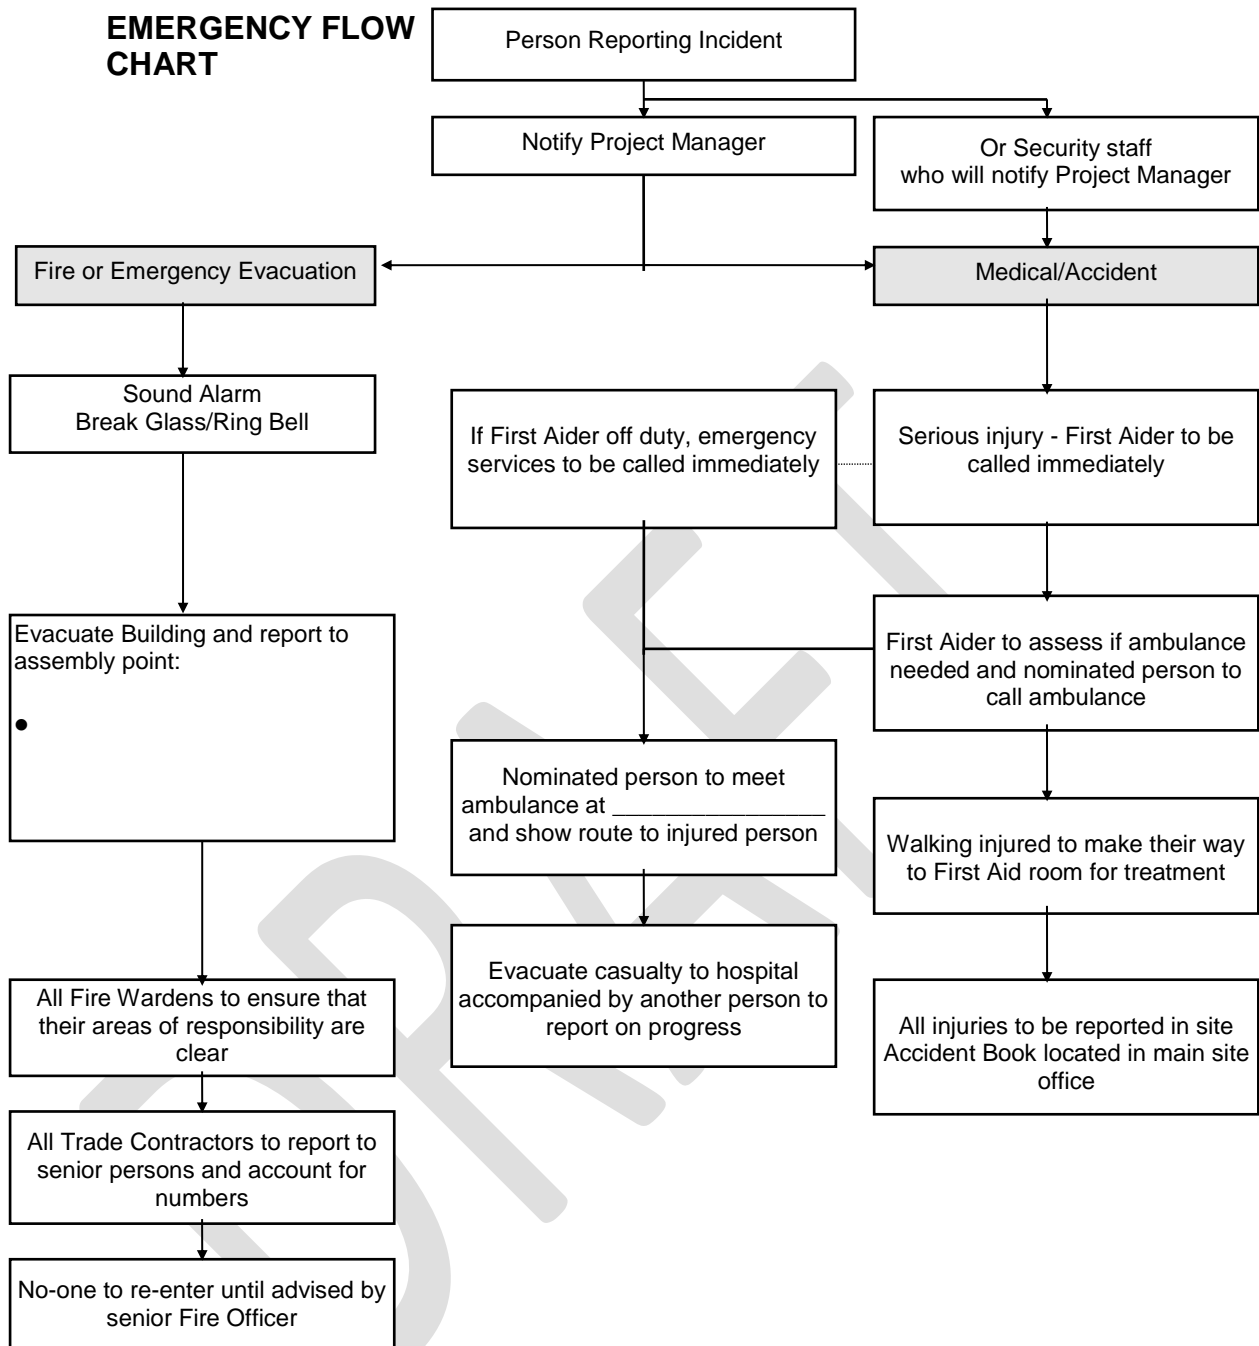 EMERGENCY FLOW
CHART
Person Reporting Incident
Notify Project Manager
Or Security staff
who will notify Project Manager
Fire or Emergency Evacuation
Medical/Accident
Sound Alarm
Break Glass/Ring Bell
If First Aider off duty, emergency
services to be called immediately
Serious injury - First Aider to be
called immediately
Evacuate Building and report to
assembly point:
●
First Aider to assess if ambulance
needed and nominated person to
call ambulance
Nominated person to meet
ambulance at ________________
and show route to injured person
Walking injured to make their way
to First Aid room for treatment
Evacuate casualty to hospital
accompanied by another person to
report on progress
All injuries to be reported in site
Accident Book located in main site
office
All Fire Wardens to ensure that
their areas of responsibility are
clear
All Trade Contractors to report to
senior persons and account for
numbers
No-one to re-enter until advised by
senior Fire Officer
DRAFT